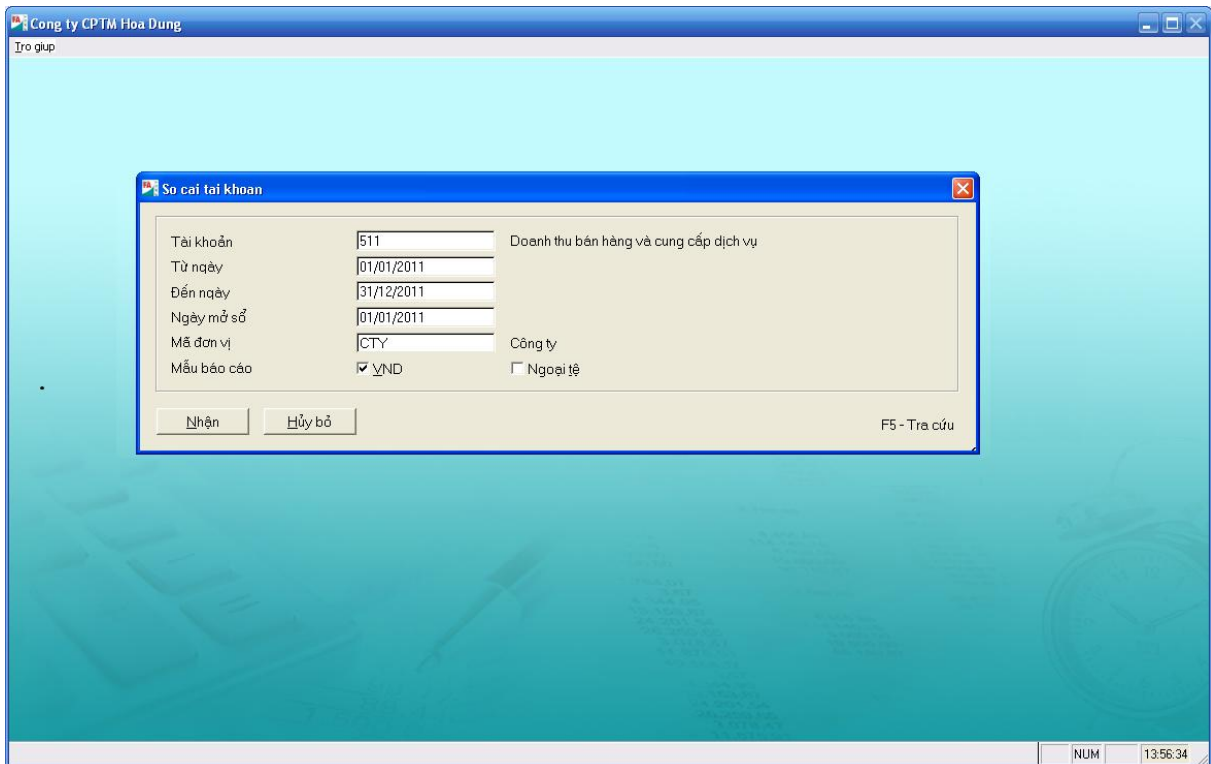 Cong ty CPTM Hoa Dung
Tro giup
So cai tai khoan
Tài khoản 511 Doanh thu bán hàng và cung cấp dịch vụ
Từ ngày 01/01/2011
Đến ngày 31/12/2011
Ngày mở sổ 01/01/2011
Mã đơn vị CTY Công ty
Mẫu báo cáo VND Ngoại tệ
Nhận Hủy bỏ F5 - Tra cứu
NUM 13:56:34